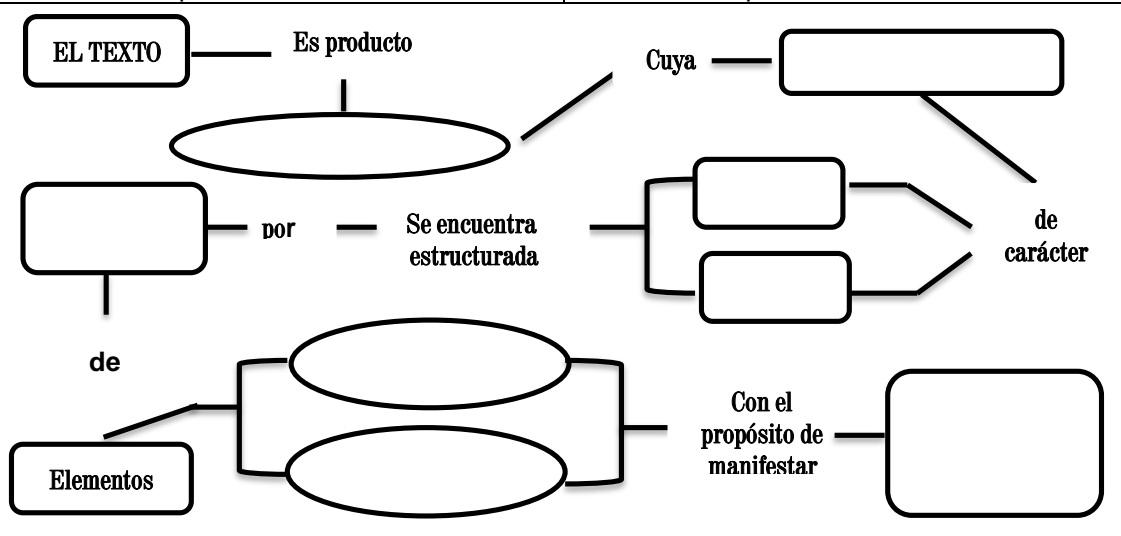 EL TEXTO
Es producto
Cuya
por
Se encuentra
estructurada
de
carácter
de
Elementos
Con el
propósito de
manifestar